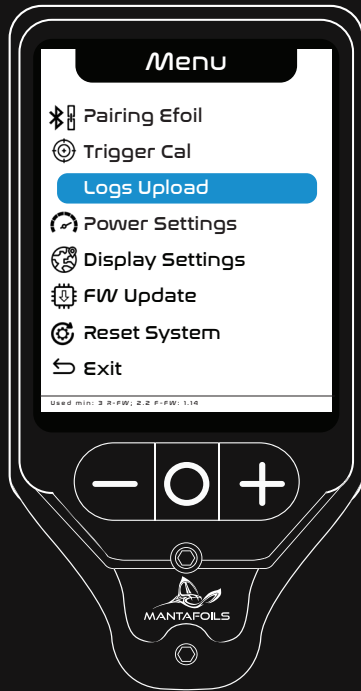 Menu
Pairing Efoil
Trigger Cal
Logs Upload
Power Settings
Display Settings
FW Update
Reset System
Exit
Used min: 3 R-FW; 2.2 F-FW: 1.14
MANTAFOILS